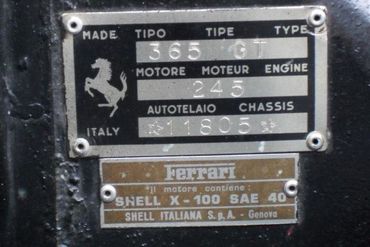 MADE TIPO TIPE TYPE
365 GT
MOTORE MOTEUR ENGINE
245
AUTOTELAIO CHASSIS
ITALY 11805
Ferrari
"il motore contiene:
SHELL X-100 SAE 40
SHELL ITALIANA S.p.A. - Genova